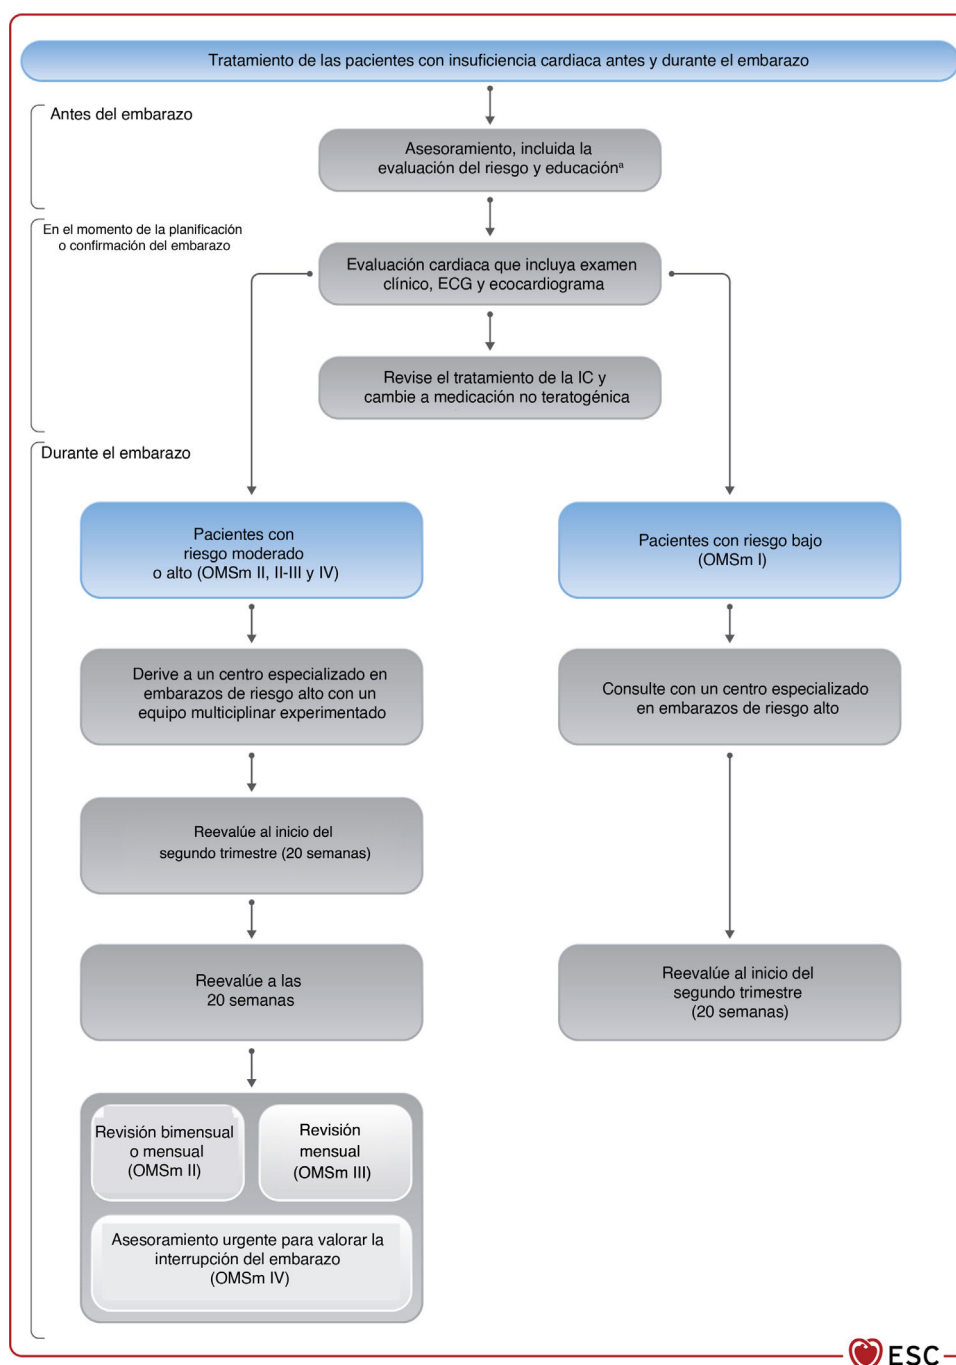 Tratamiento de las pacientes con insuficiencia cardiaca antes y durante el embarazo
Antes del embarazo
Asesoramiento, incluida la
evaluación del riesgo y educaciónª
En el momento de la planificación
o confirmación del embarazo
Evaluación cardiaca que incluya examen
clínico, ECG y ecocardiograma
Revise el tratamiento de la IC y
cambie a medicación no teratogénica
Durante el embarazo
Pacientes con
riesgo moderado
o alto (OMSm II, II-III y IV)
Pacientes con riesgo bajo
(OMSm I)
Derive a un centro especializado en
embarazos de riesgo alto con un
equipo multiciplinar experimentado
Consulte con un centro especializado
en embarazos de riesgo alto
Reevalúe al inicio del
segundo trimestre (20 semanas)
Reevalúe a las
20 semanas
Reevalúe al inicio del
segundo trimestre
(20 semanas)
Revisión bimensual
o mensual
(OMSm II)
Revisión
mensual
(OMSm III)
Asesoramiento urgente para valorar la
interrupción del embarazo
(OMSm IV)
ESC